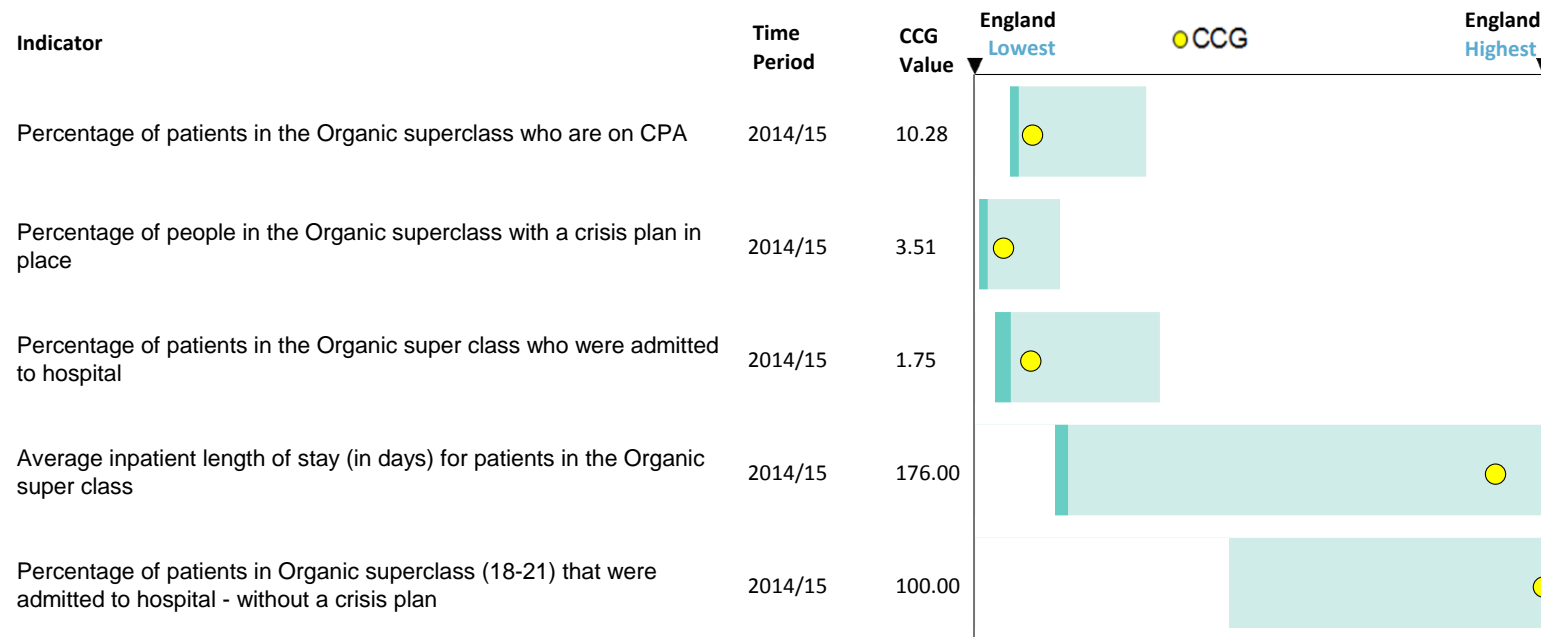 Indicator
Time
Period
CCG
Value
England
Lowest
CCG
England
Highest
Percentage of patients in the Organic superclass who are on CPA
2014/15
10.28
Percentage of people in the Organic superclass with a crisis plan in
place
2014/15
3.51
Percentage of patients in the Organic super class who were admitted
to hospital
2014/15
1.75
Average inpatient length of stay (in days) for patients in the Organic
super class
2014/15
176.00
Percentage of patients in Organic superclass (18-21) that were
admitted to hospital - without a crisis plan
2014/15
100.00